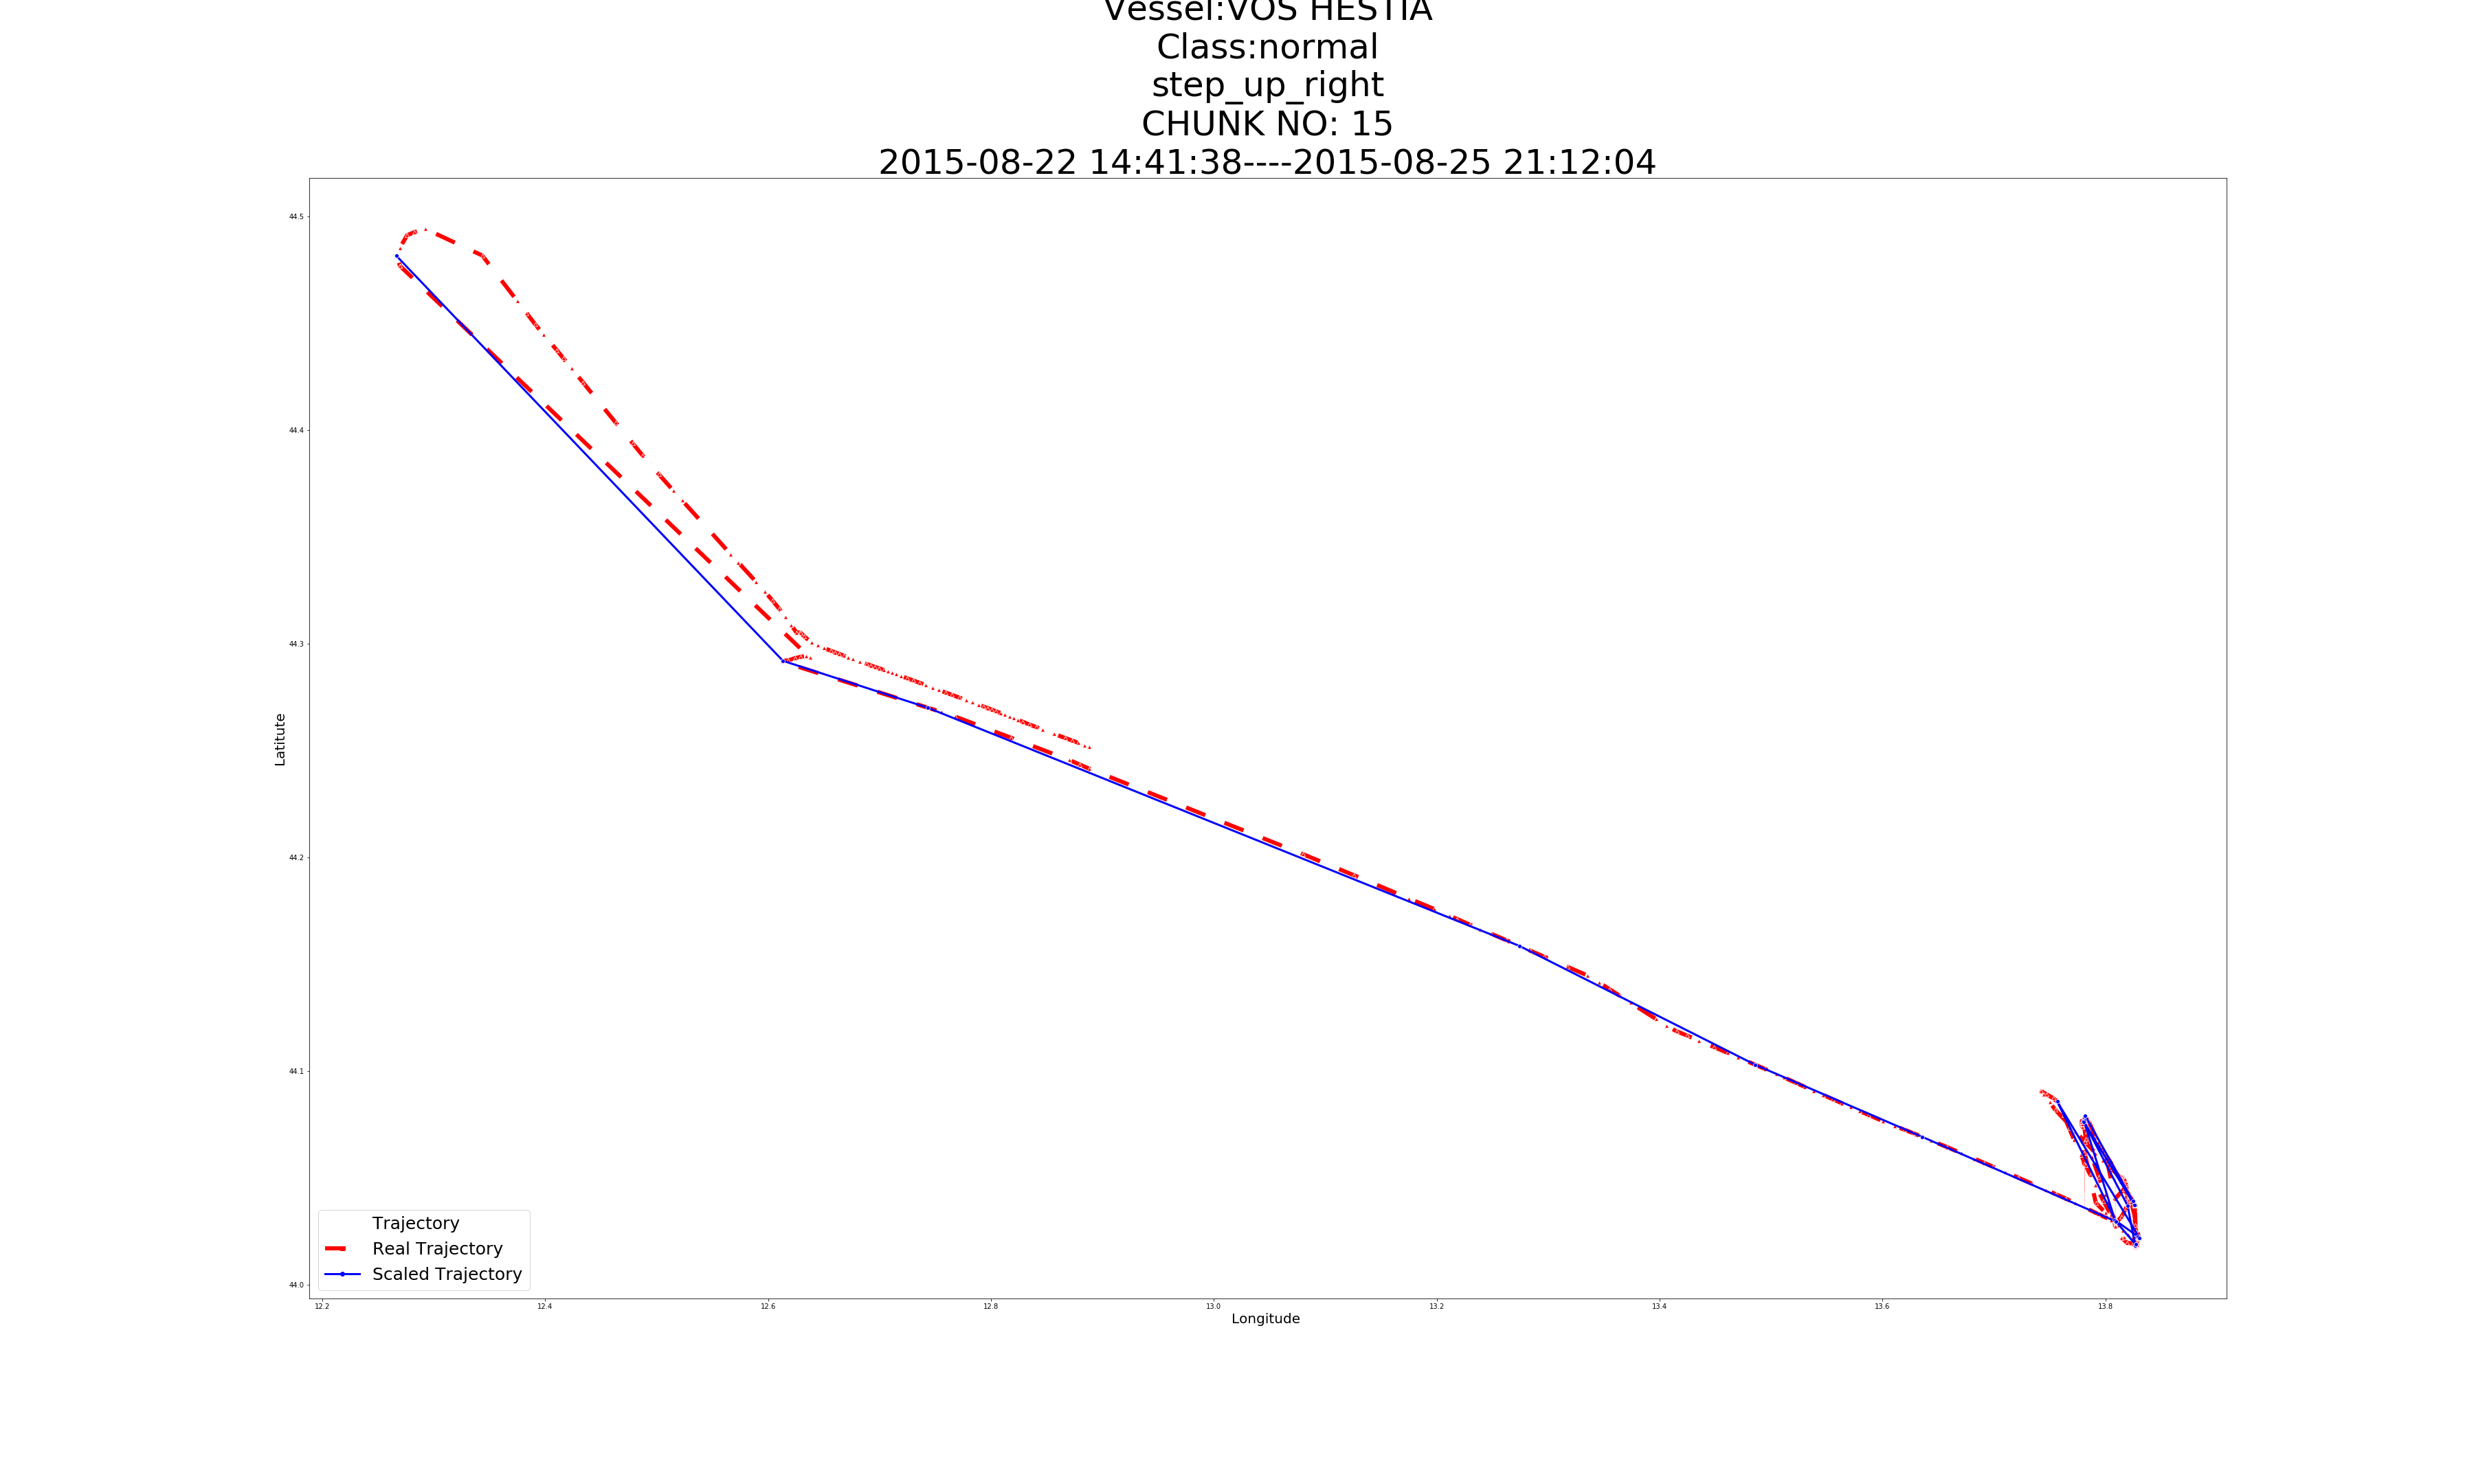 Vessel:VOS HESTIA
Class:normal
step_up_right
CHUNK NO: 15
2015-08-22 14:41:38----2015-08-25 21:12:04
44.5
44.4
44.3
44.2
44.1
44.0
Latitute
12.2
12.4
12.6
12.8
13.0
13.2
13.4
13.6
13.8
Longitude
Trajectory
Real Trajectory
Scaled Trajectory